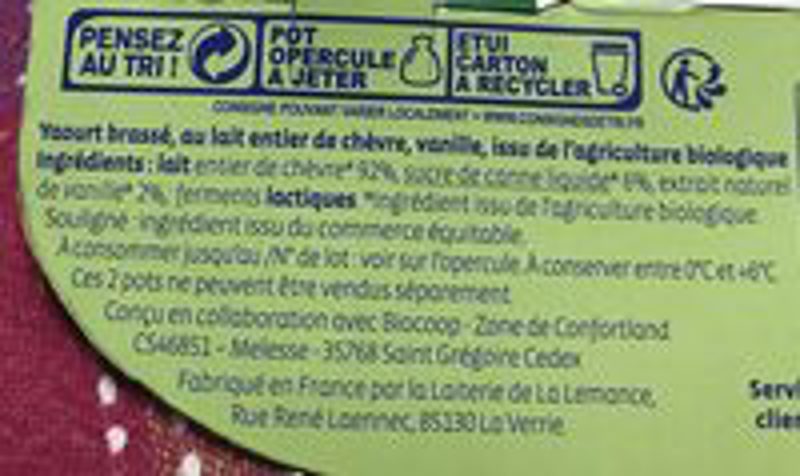 PENSEZ
AU TRI !
POT
OPERCULE
À JETER
ÉTUI
CARTON
À RECYCLER
CONSIGNE POUVANT VARIER LOCALEMENT > WWW.CONSIGNESDETRI.FR
Yaourt brassé, au lait entier de chèvre, vanille, issu de l'agriculture biologique
Ingrédients : lait entier de chèvre* 92%, sucre de canne liquide* 6%, extrait naturel
de vanille* 2%, ferments lactiques. *Ingrédient issu de l'agriculture biologique.
Souligné : ingrédient issu du commerce équitable.
A consommer jusqu'au /N° de lot : voir sur l'opercule. A conserver entre 0°C et +6°C.
Ces 2 pots ne peuvent être vendus séparement.
Conçu en collaboration avec Biocoop - Zone de Confortland
CS46851 - Melesse - 35768 Saint Grégoire Cedex
Fabriqué en France par la Laiterie de La Lemance,
Rue René Laennec, 85130 La Verrie.
Servi
clien